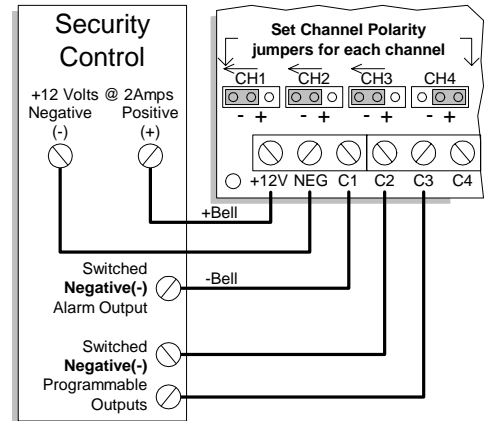 Security
Control
+12 Volts @ 2Amps
Negative Positive
(-) (+)
Set Channel Polarity
jumpers for each channel
CH1 CH2 CH3 CH4
- + - + - + - +
+12V NEG C1 C2 C3 C4
+Bell
-Bell
Switched
Negative(-)
Alarm Output
Switched
Negative(-)
Programmable
Outputs